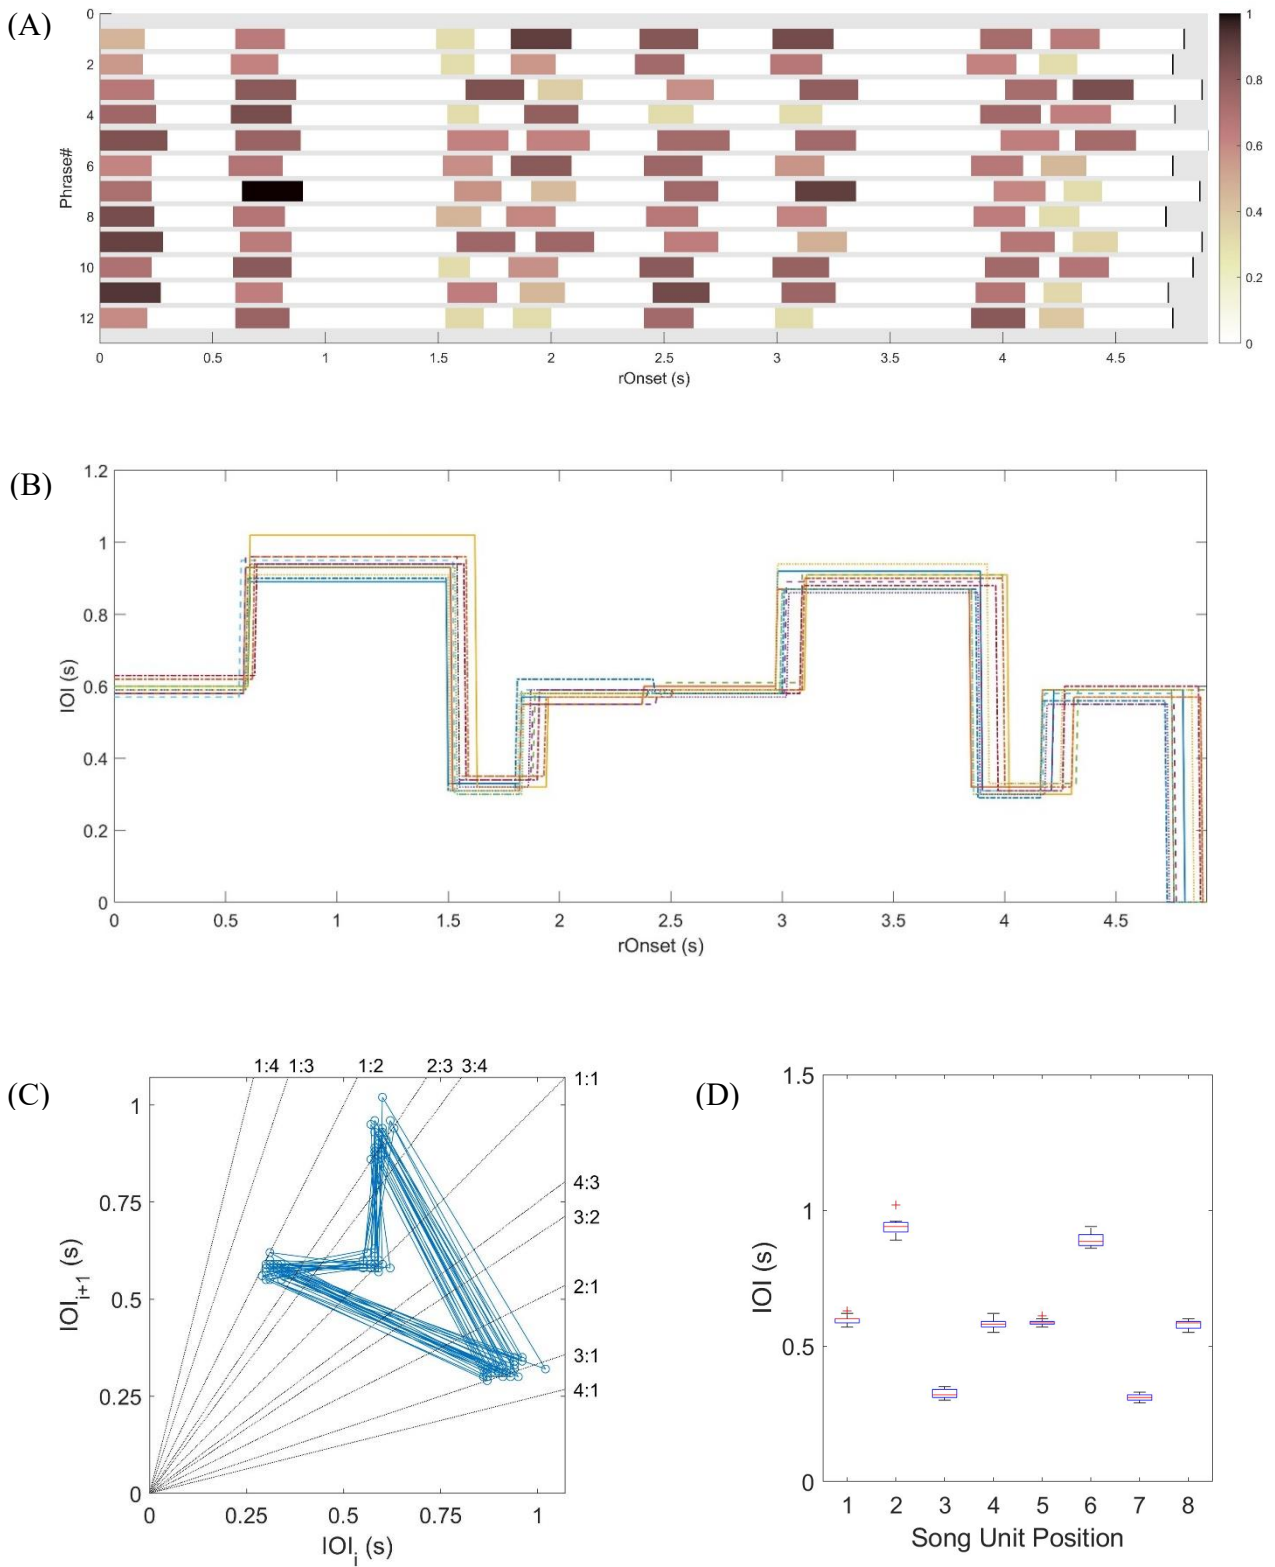 (A)
0
2
4
6
8
10
12
Phrase#
0 0.5 1 1.5 2 2.5 3 3.5 4 4.5
rOnset (s)
1
0.8
0.6
0.4
0.2
0
(B)
1.2
1
0.8
0.6
0.4
0.2
0
IOI (s)
0 0.5 1 1.5 2 2.5 3 3.5 4 4.5
rOnset (s)
(C)
1:4 1:3 1:2 2:3 3:4
1:1
4:3
3:2
2:1
3:1
4:1
1
0.75
0.5
0.25
0
IOIi+1 (s)
0 0.25 0.5 0.75 1
IOIi (s)
(D)
1.5
1
0.5
0
IOI (s)
1 2 3 4 5 6 7 8
Song Unit Position